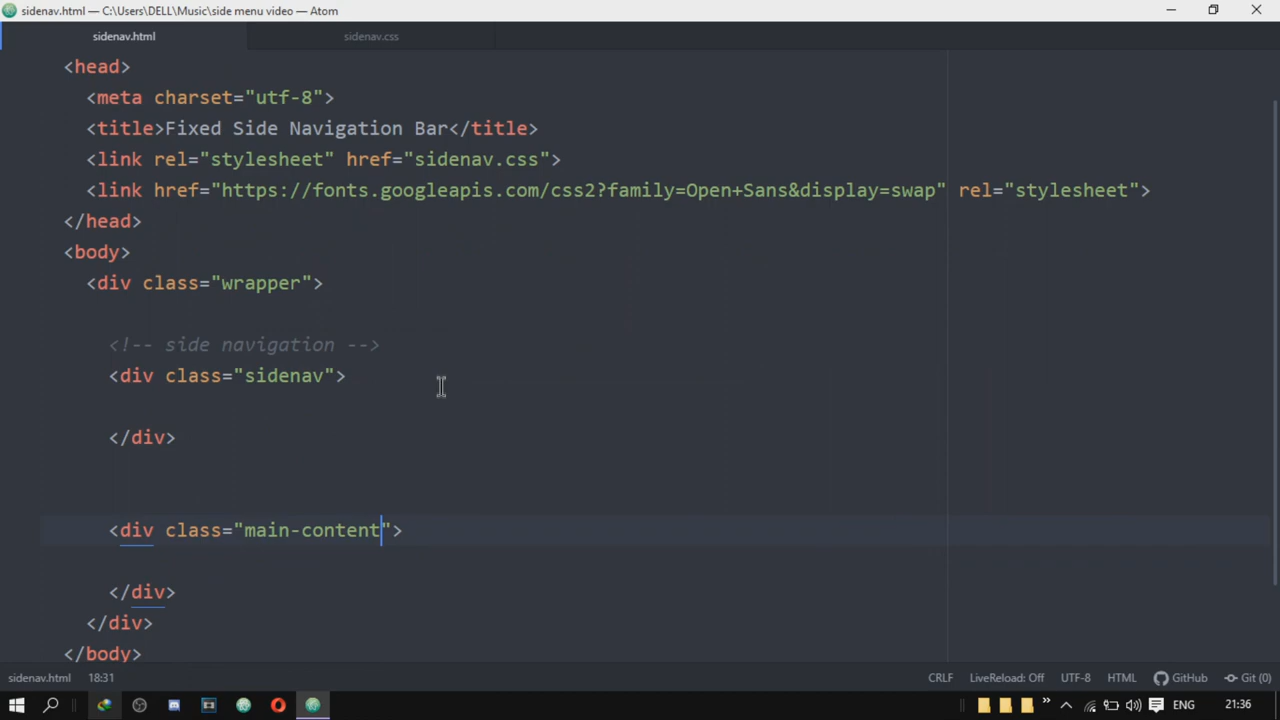 sidenav.html — C:\Users\DELL\Music\side menu video — Atom
sidenav.html sidenav.css
<head>
<meta charset="utf-8">
<title>Fixed Side Navigation Bar</title>
<link rel="stylesheet" href="sidenav.css">
<link href="https://fonts.googleapis.com/css2?family=Open+Sans&display=swap" rel="stylesheet">
</head>
<body>
<div class="wrapper">
<!-- side navigation -->
<div class="sidenav">
</div>
<div class="main-content">
</div>
</div>
</body>
sidenav.html 18:31 CRLF LiveReload: Off UTF-8 HTML GitHub Git (0)
ENG 21:36